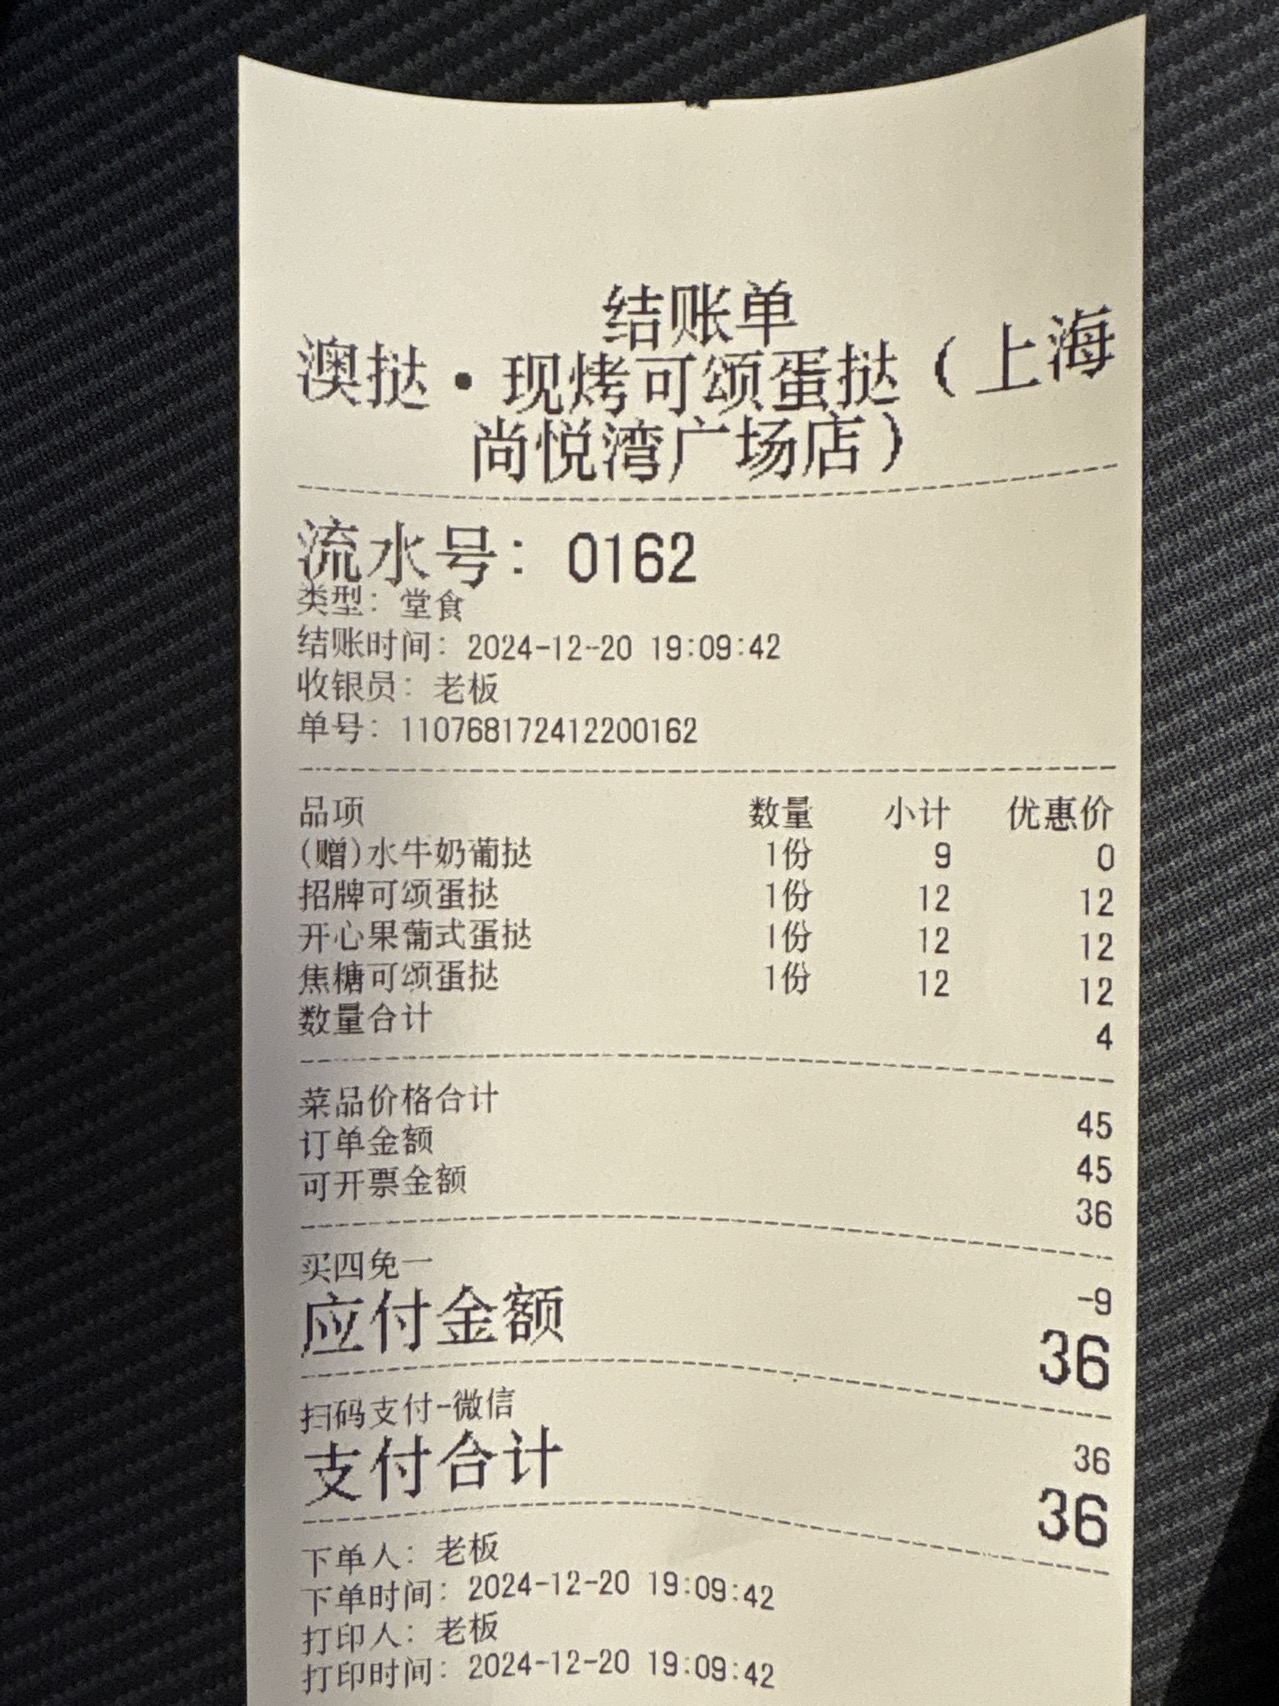 结账单
澳挞·现烤可颂蛋挞（上海
尚悦湾广场店）
流水号：0162
类型：堂食
结账时间：2024-12-20 19:09:42
收银员：老板
单号：110768172412200162
品项 数量 小计 优惠价
(赠)水牛奶葡挞 1份 9 0
招牌可颂蛋挞 1份 12 12
开心果葡式蛋挞 1份 12 12
焦糖可颂蛋挞 1份 12 12
数量合计 4
菜品价格合计 45
订单金额 45
可开票金额 36
买四免一 -9
应付金额 36
扫码支付-微信 36
支付合计 36
下单人：老板
下单时间：2024-12-20 19:09:42
打印人：老板
打印时间：2024-12-20 19:09:42